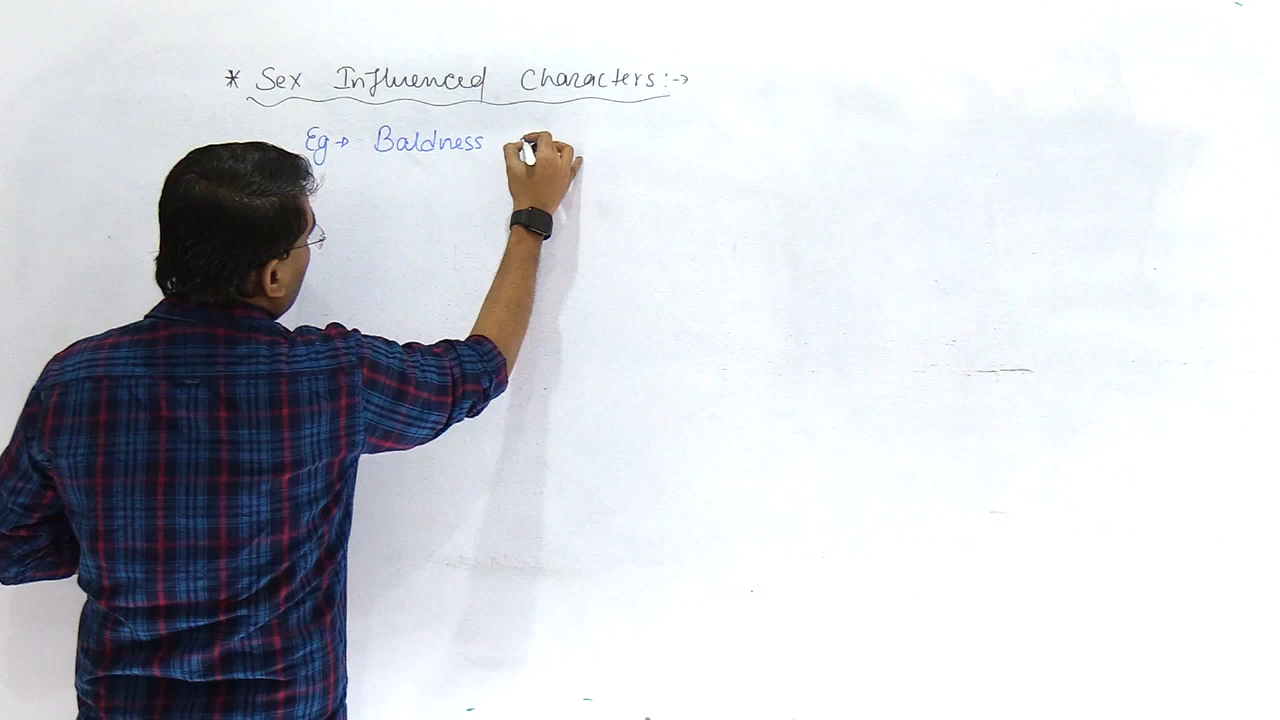 * Sex Influenced Characters:→
Eg → Baldness